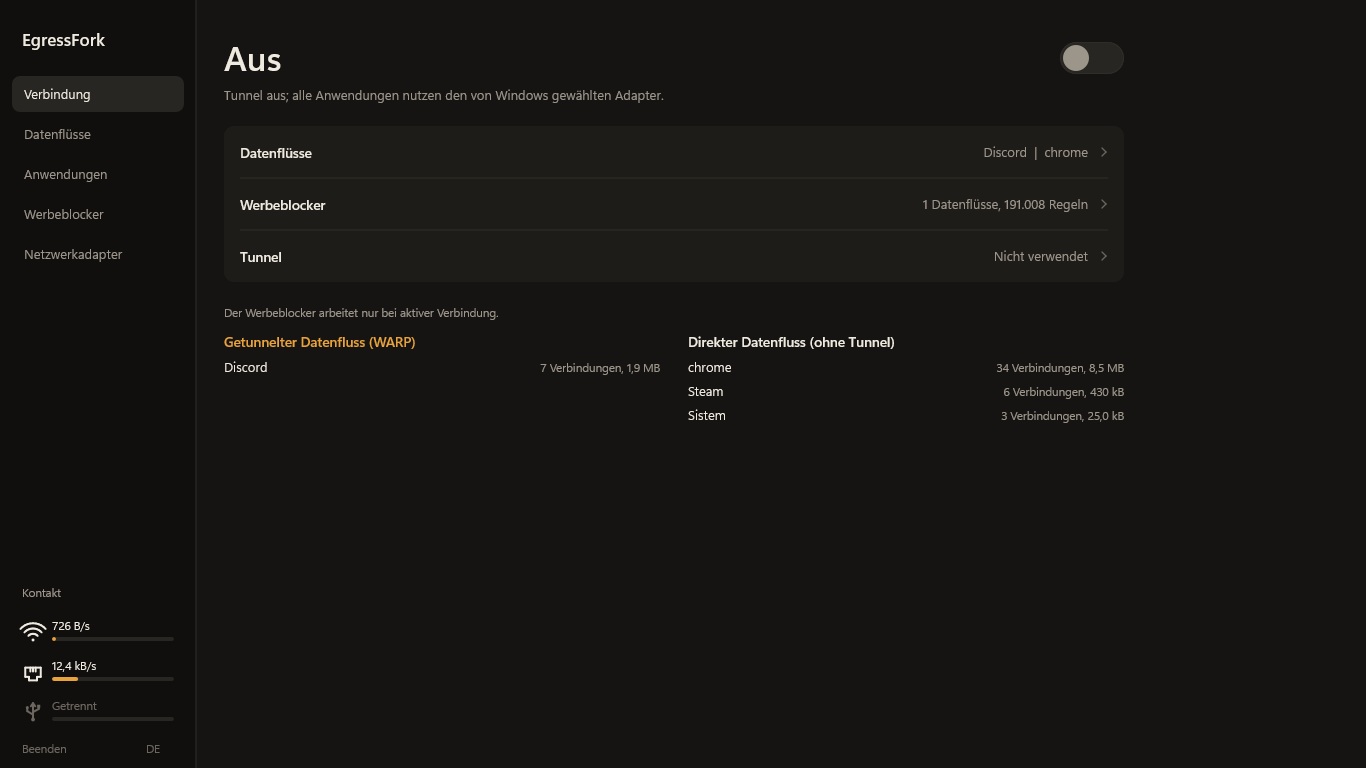 EgressFork
Verbindung
Datenflüsse
Anwendungen
Werbeblocker
Netzwerkadapter
Kontakt
726 B/s
12,4 kB/s
Getrennt
Beenden DE
Aus
Tunnel aus; alle Anwendungen nutzen den von Windows gewählten Adapter.
Datenflüsse Discord | chrome
Werbeblocker 1 Datenflüsse, 191.008 Regeln
Tunnel Nicht verwendet
Der Werbeblocker arbeitet nur bei aktiver Verbindung.
Getunnelter Datenfluss (WARP)
Discord 7 Verbindungen, 1,9 MB
Direkter Datenfluss (ohne Tunnel)
chrome 34 Verbindungen, 8,5 MB
Steam 6 Verbindungen, 430 kB
Sistem 3 Verbindungen, 25,0 kB